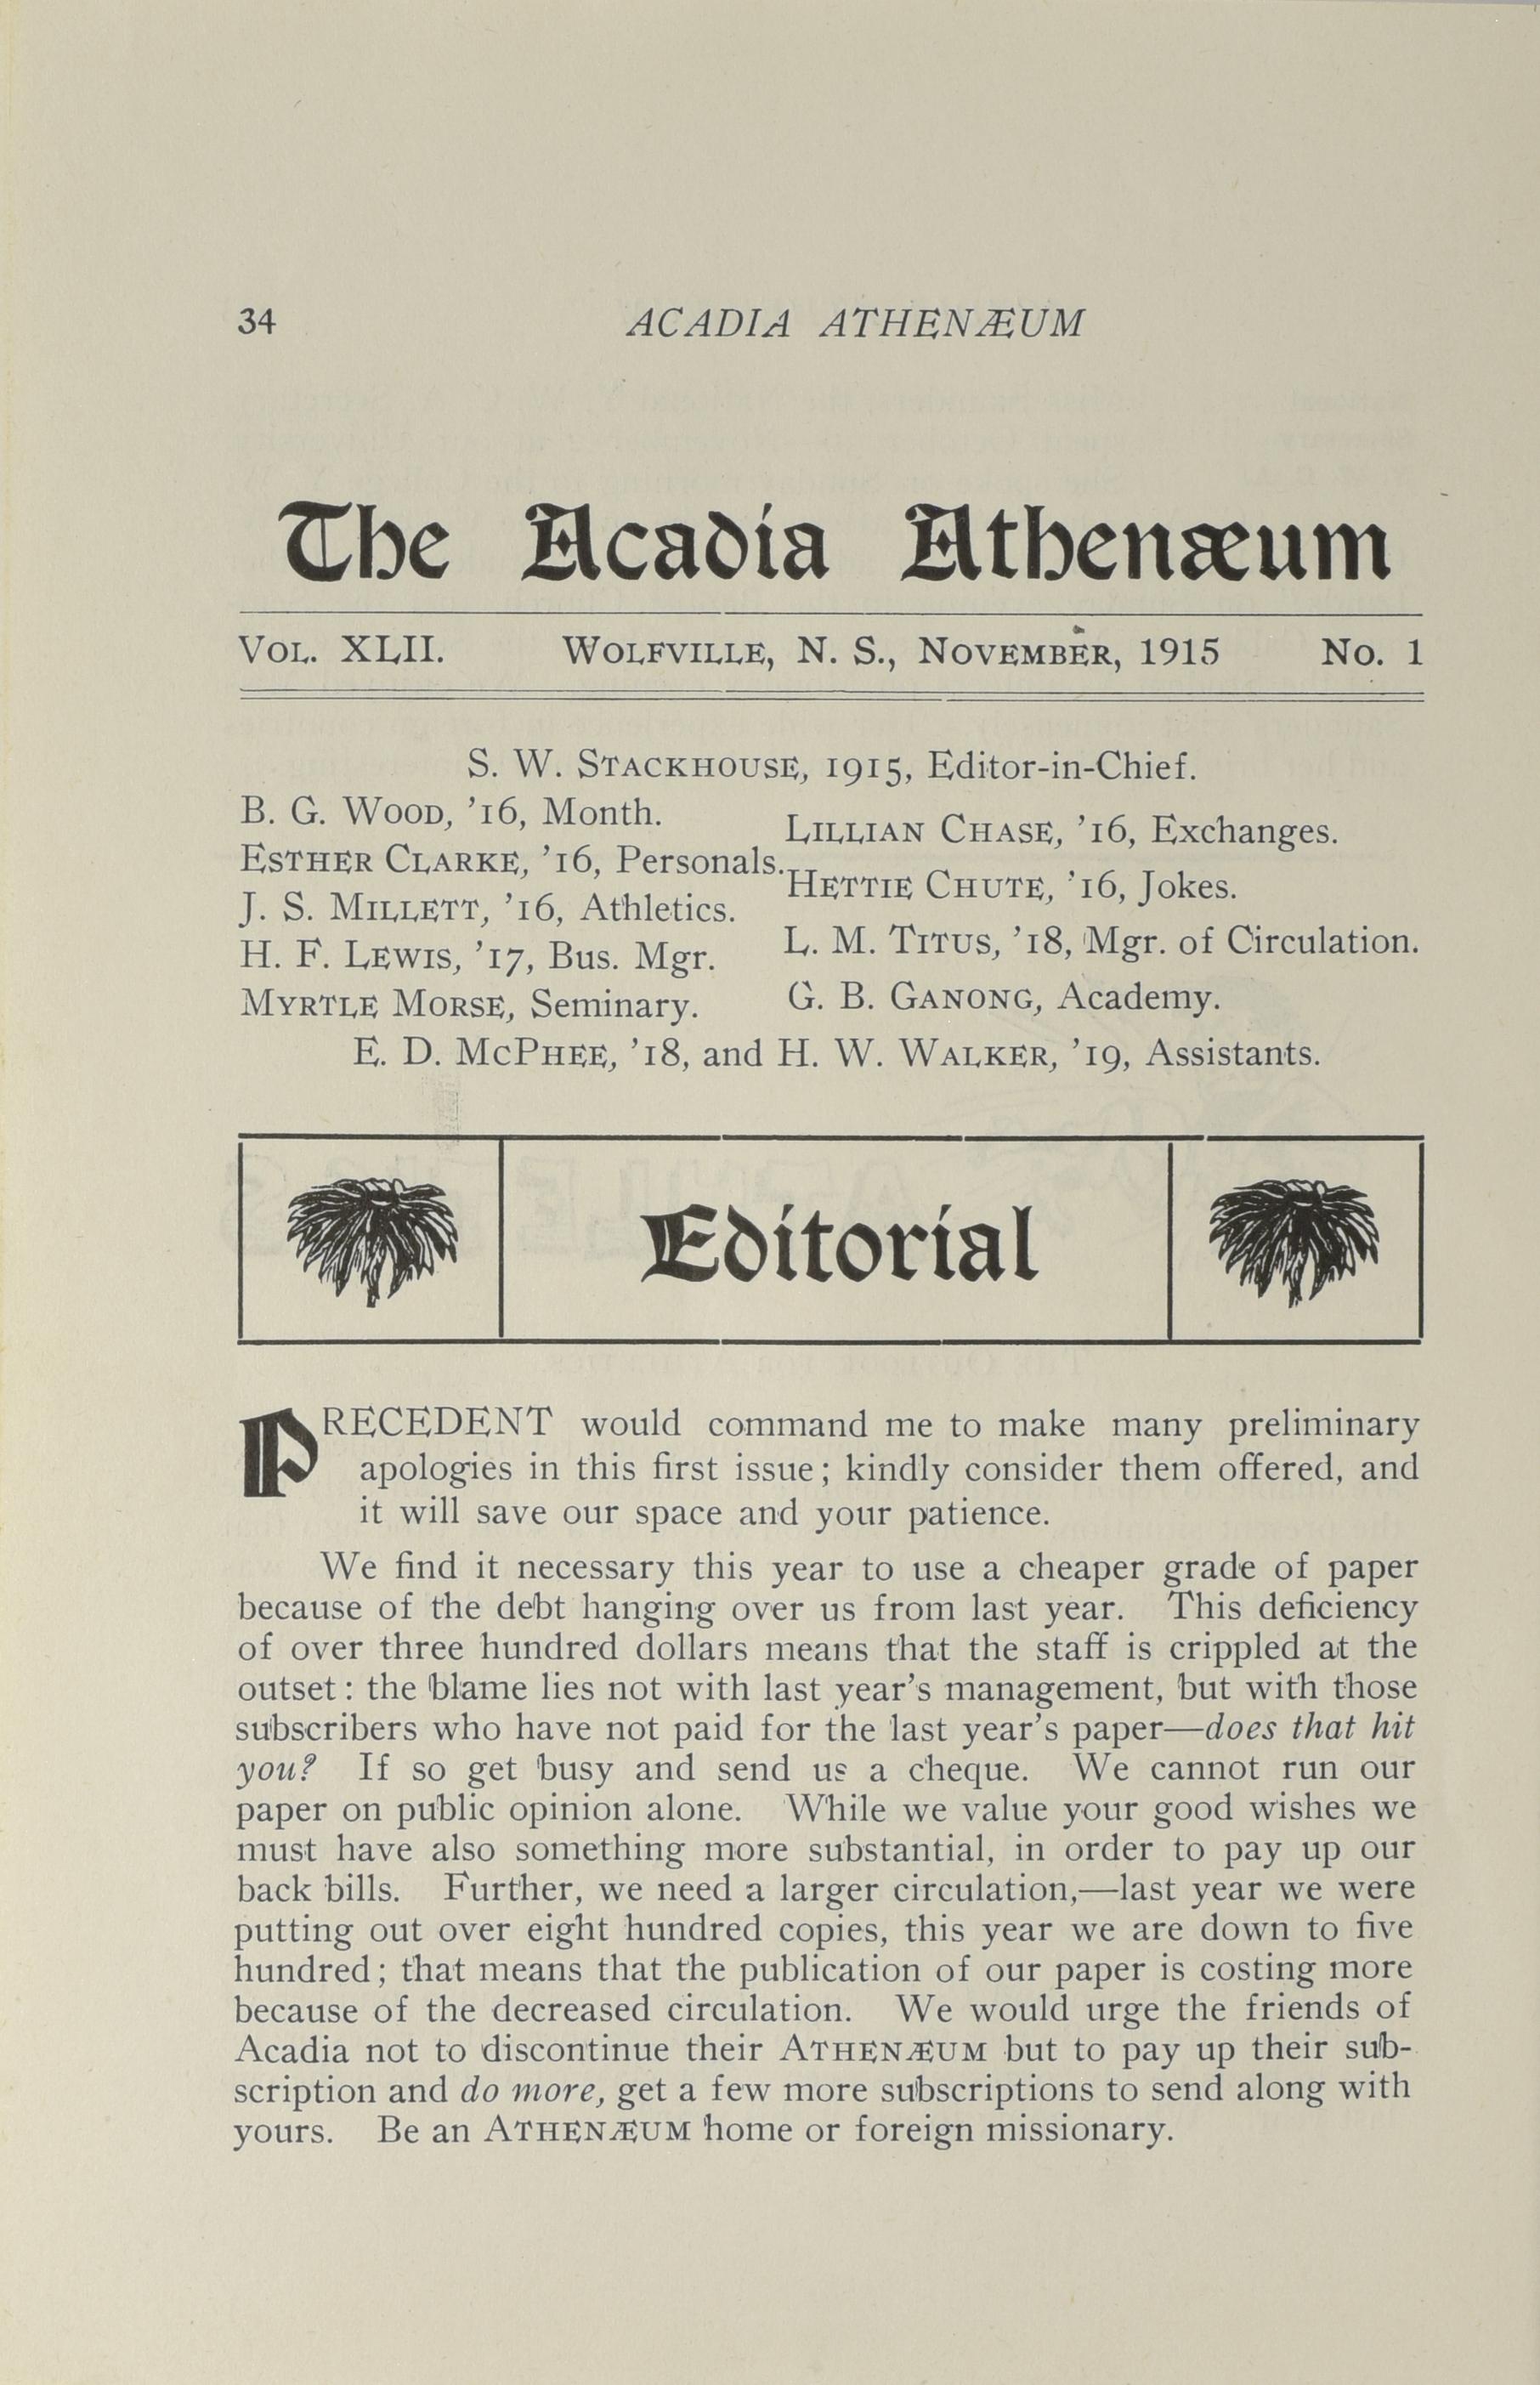 34 ACADIA ATHENÆUM
The Acadia Athenæum
VOL. XLII. WOLFVILLE, N. S., NOVEMBER, 1915 No. 1
S. W. STACKHOUSE, 1915, Editor-in-Chief.
B. G. WOOD, '16, Month.
ESTHER CLARKE, '16, Personals.
J. S. MILLETT, '16, Athletics.
H. F. LEWIS, '17, Bus. Mgr.
MYRTLE MORSE, Seminary.
LILLIAN CHASE, '16, Exchanges.
HETTIE CHUTE, '16, Jokes.
L. M. TITUS, '18, Mgr. of Circulation.
G. B. GANONG, Academy.
E. D. MCPHEE, '18, and H. W. WALKER, '19, Assistants.
Editorial
PRECEDENT would command me to make many preliminary
apologies in this first issue; kindly consider them offered, and
it will save our space and your patience.
We find it necessary this year to use a cheaper grade of paper
because of the debt hanging over us from last year. This deficiency
of over three hundred dollars means that the staff is crippled at the
outset: the blame lies not with last year's management, but with those
subscribers who have not paid for the last year's paper—does that hit
you? If so get busy and send us a cheque. We cannot run our
paper on public opinion alone. While we value your good wishes we
must have also something more substantial, in order to pay up our
back bills. Further, we need a larger circulation,—last year we were
putting out over eight hundred copies, this year we are down to five
hundred; that means that the publication of our paper is costing more
because of the decreased circulation. We would urge the friends of
Acadia not to discontinue their ATHENÆUM but to pay up their sub-
scription and do more, get a few more subscriptions to send along with
yours. Be an ATHENÆUM home or foreign missionary.